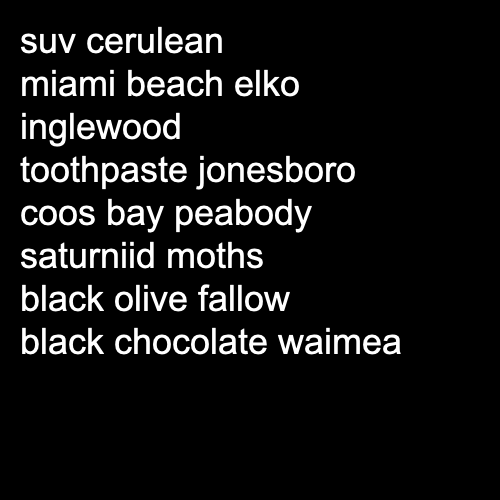 suv cerulean
miami beach elko
inglewood
toothpaste jonesboro
coos bay peabody
saturniid moths
black olive fallow
black chocolate waimea